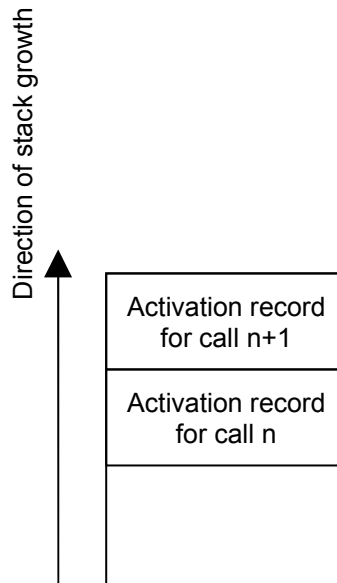 Direction of stack growth
Activation record
for call n+1
Activation record
for call n